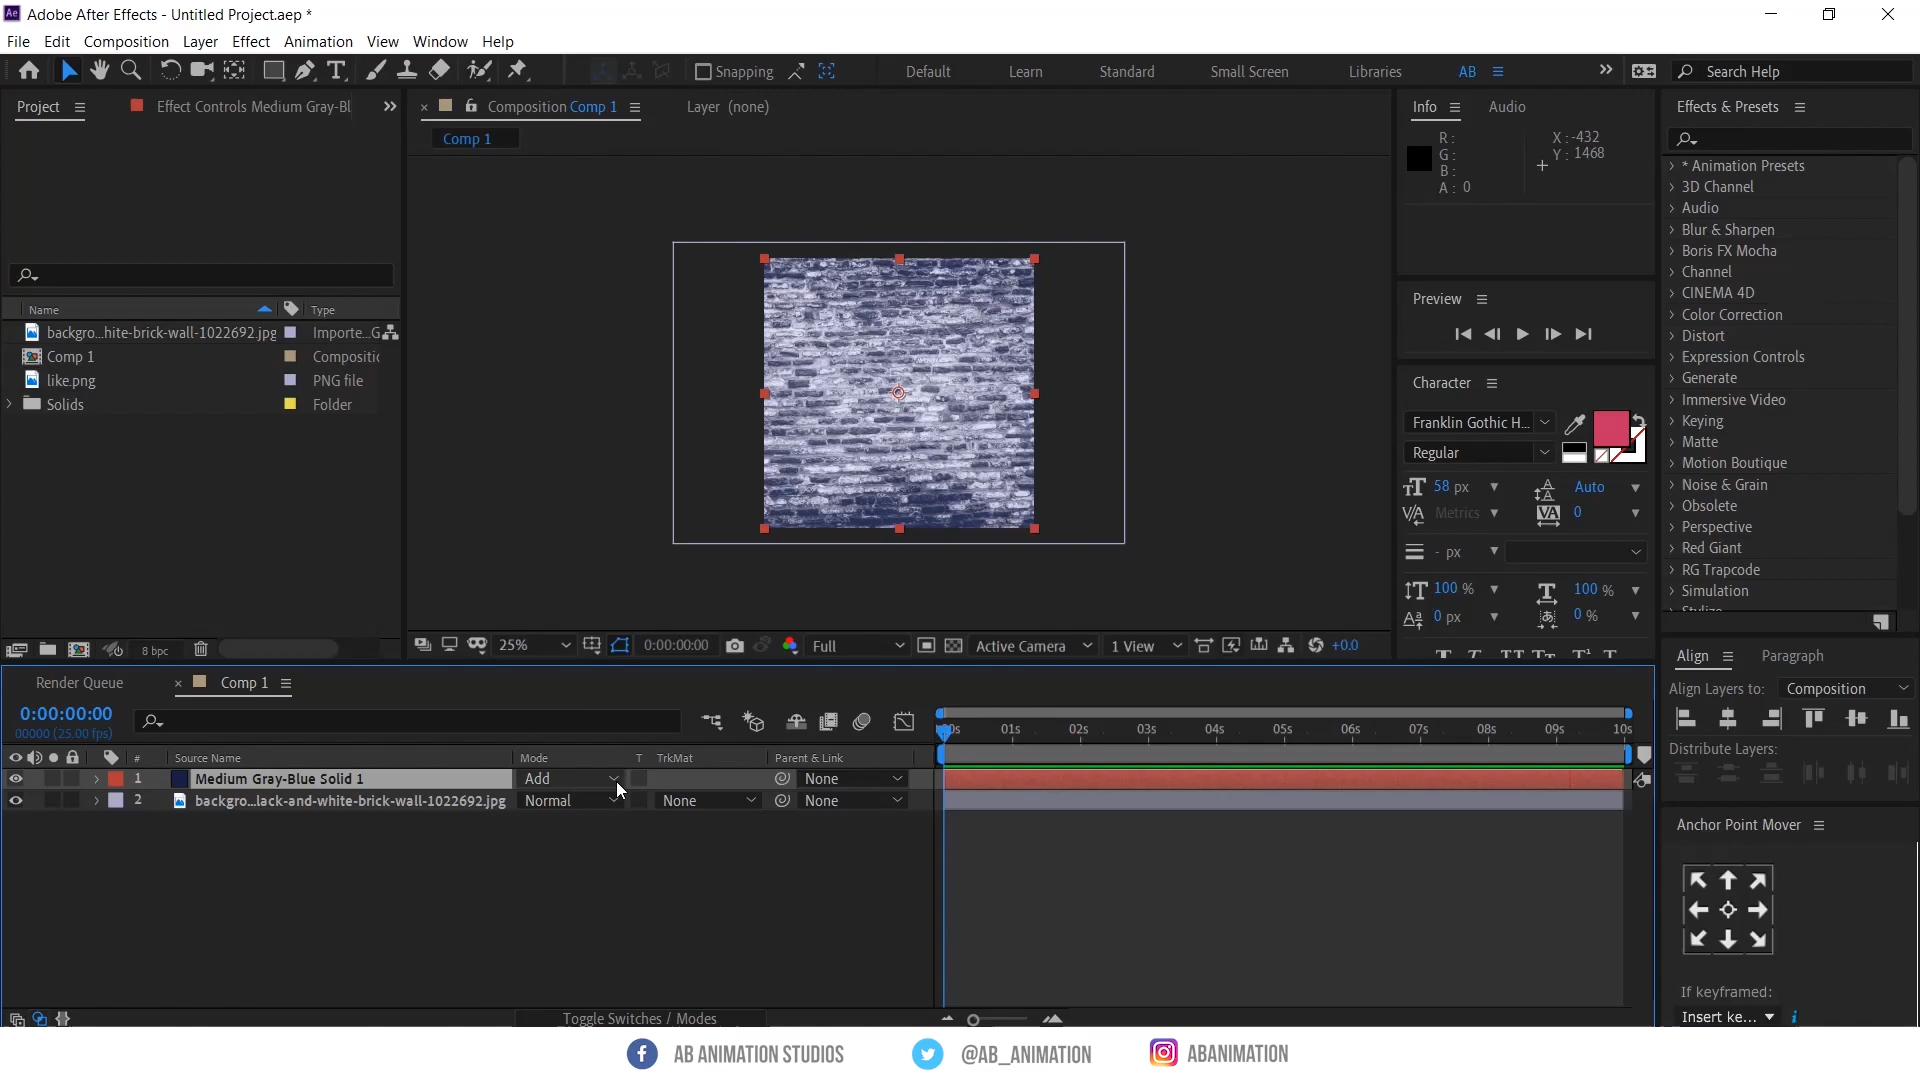 Adobe After Effects - Untitled Project.aep *
File Edit Composition Layer Effect Animation View Window Help
Snapping Default Learn Standard Small Screen Libraries AB Search Help
Project Effect Controls Medium Gray-Bl Composition Comp 1 Layer (none) Info Audio Effects & Presets
Comp 1
R :
G :
B :
A : 0
X : -432
Y : 1468
Name Type
backgro...hite-brick-wall-1022692.jpg Importe...G
Comp 1 Compositic
like.png PNG file
Solids Folder
8 bpc
25% 0:00:00:00 Full Active Camera 1 View +0.0
Preview
Character
Franklin Gothic H...
Regular
58 px Auto
Metrics 0
- px
100 % 100 %
0 px 0 %
* Animation Presets
3D Channel
Audio
Blur & Sharpen
Boris FX Mocha
Channel
CINEMA 4D
Color Correction
Distort
Expression Controls
Generate
Immersive Video
Keying
Matte
Motion Boutique
Noise & Grain
Obsolete
Perspective
Red Giant
RG Trapcode
Simulation
Align Paragraph
Align Layers to: Composition
Distribute Layers:
Anchor Point Mover
If keyframed:
Insert ke...
Render Queue Comp 1
0:00:00:00
00000 (25.00 fps)
01s 02s 03s 04s 05s 06s 07s 08s 09s 10s
# Source Name Mode T TrkMat Parent & Link
1 Medium Gray-Blue Solid 1 Add None
2 backgro...lack-and-white-brick-wall-1022692.jpg Normal None None
Toggle Switches / Modes
AB ANIMATION STUDIOS @AB_ANIMATION ABANIMATION